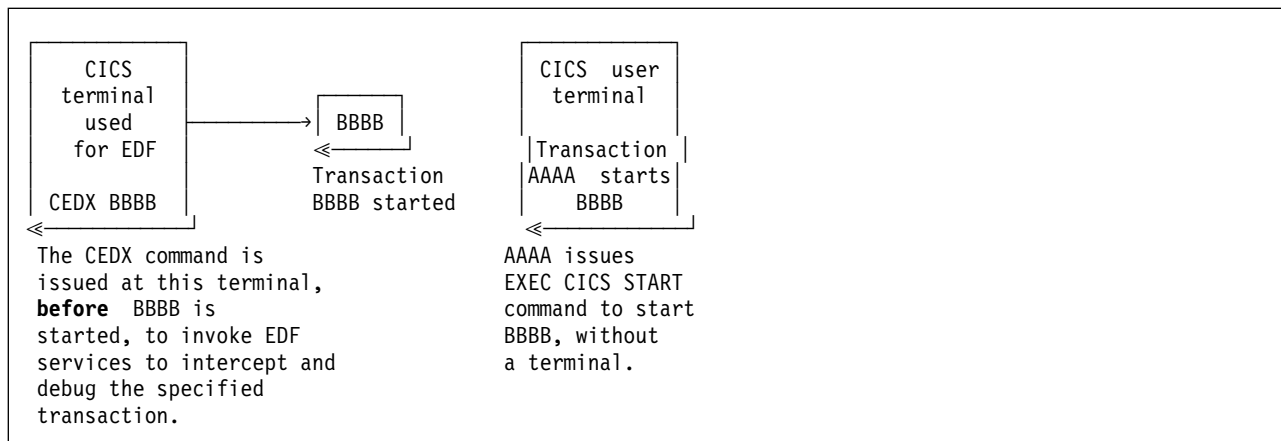 CICS
terminal
used
for EDF
CEDX BBBB
The CEDX command is
issued at this terminal,
before BBBB is
started, to invoke EDF
services to intercept and
debug the specified
transaction.
BBBB
Transaction
BBBB started
CICS user
terminal
Transaction
AAAA starts
BBBB
AAAA issues
EXEC CICS START
command to start
BBBB, without
a terminal.